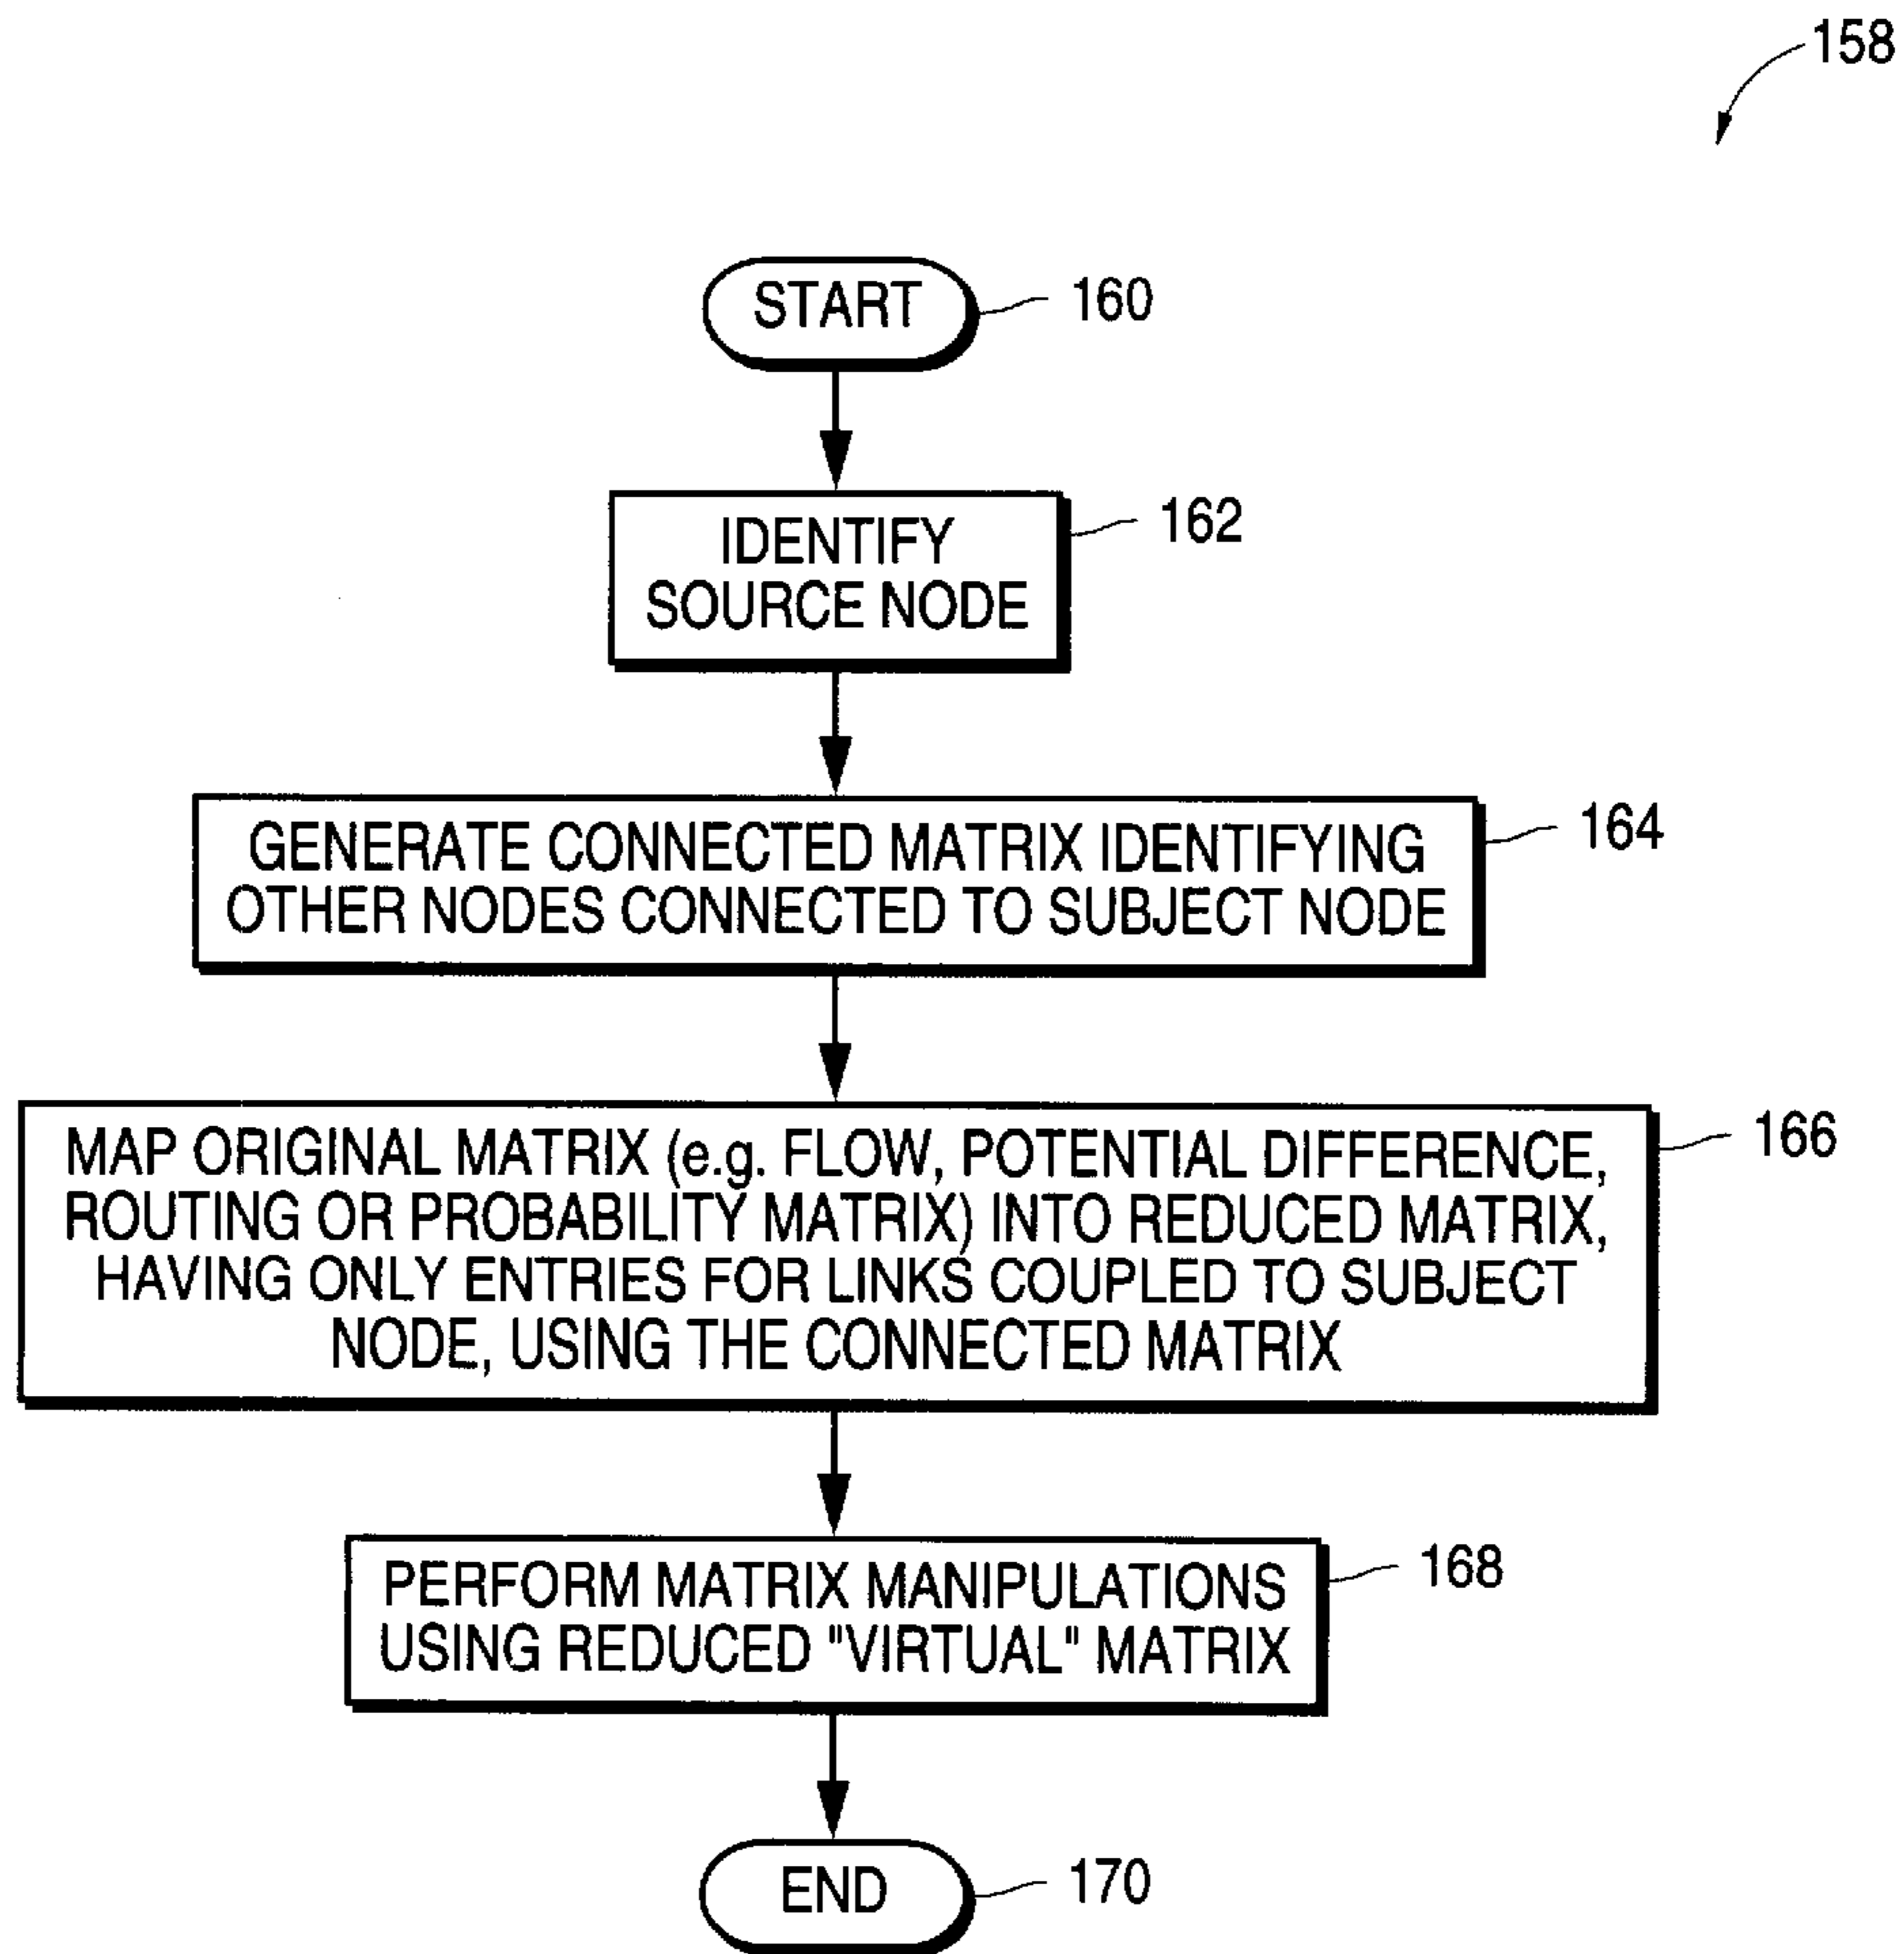 158
START
160
IDENTIFY
SOURCE NODE
162
GENERATE CONNECTED MATRIX IDENTIFYING
OTHER NODES CONNECTED TO SUBJECT NODE
164
MAP ORIGINAL MATRIX (e.g. FLOW, POTENTIAL DIFFERENCE,
ROUTING OR PROBABILITY MATRIX) INTO REDUCED MATRIX,
HAVING ONLY ENTRIES FOR LINKS COUPLED TO SUBJECT
NODE, USING THE CONNECTED MATRIX
166
PERFORM MATRIX MANIPULATIONS
USING REDUCED "VIRTUAL" MATRIX
168
END
170